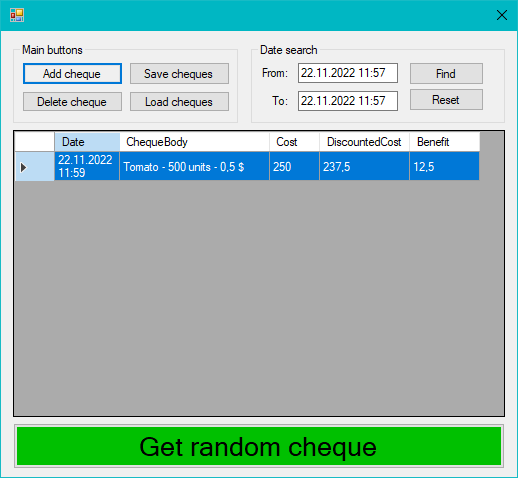 Main buttons
Add cheque
Save cheques
Delete cheque
Load cheques
Date search
From:
22.11.2022 11:57
Find
To:
22.11.2022 11:57
Reset
Date ChequeBody Cost DiscountedCost Benefit
22.11.2022
11:59
Tomato - 500 units - 0,5 $ 250 237,5 12,5
Get random cheque